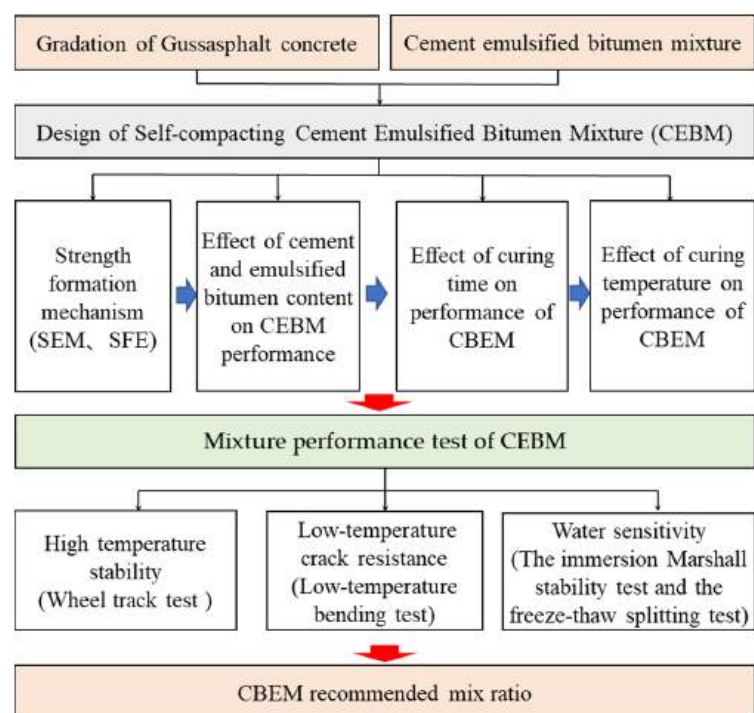 Gradation of Gussasphalt concrete
Cement emulsified bitumen mixture
Design of Self-compacting Cement Emulsified Bitumen Mixture (CEBM)
Strength
formation
mechanism
(SEM、SFE)
Effect of cement
and emulsified
bitumen content
on CEBM
performance
Effect of curing
time on
performance of
CBEM
Effect of curing
temperature on
performance of
CBEM
Mixture performance test of CEBM
High temperature
stability
(Wheel track test )
Low-temperature
crack resistance
(Low-temperature
bending test)
Water sensitivity
(The immersion Marshall
stability test and the
freeze-thaw splitting test)
CBEM recommended mix ratio